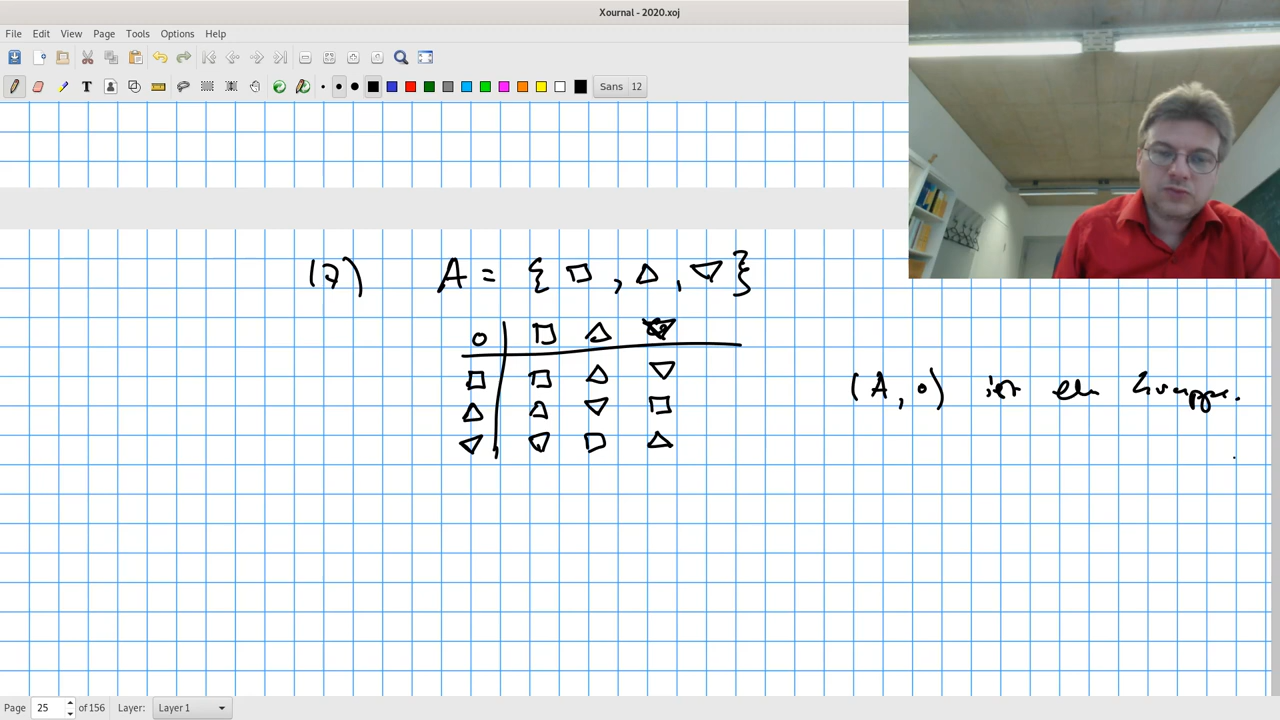 Xournal - 2020.xoj
File Edit View Page Tools Options Help
T Sans 12
(7) A = { □ , △ , ▽ }
∘ □ △ ▽
□ □ △ ▽
△ △ ▽ □
▽ ▽ □ △
(A, ∘) ist eine Gruppe.
Page 25 of 156 Layer: Layer 1